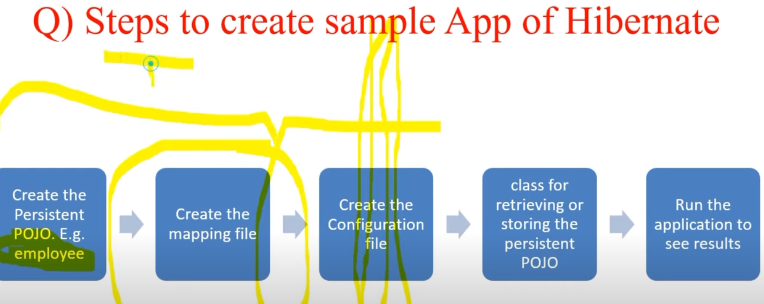 Q) Steps to create sample App of Hibernate
Create the
Persistent
POJO. E.g.
employee
Create the
mapping file
Create the
Configuration
file
class for
retrieving or
storing the
persistent
POJO
Run the
application to
see results